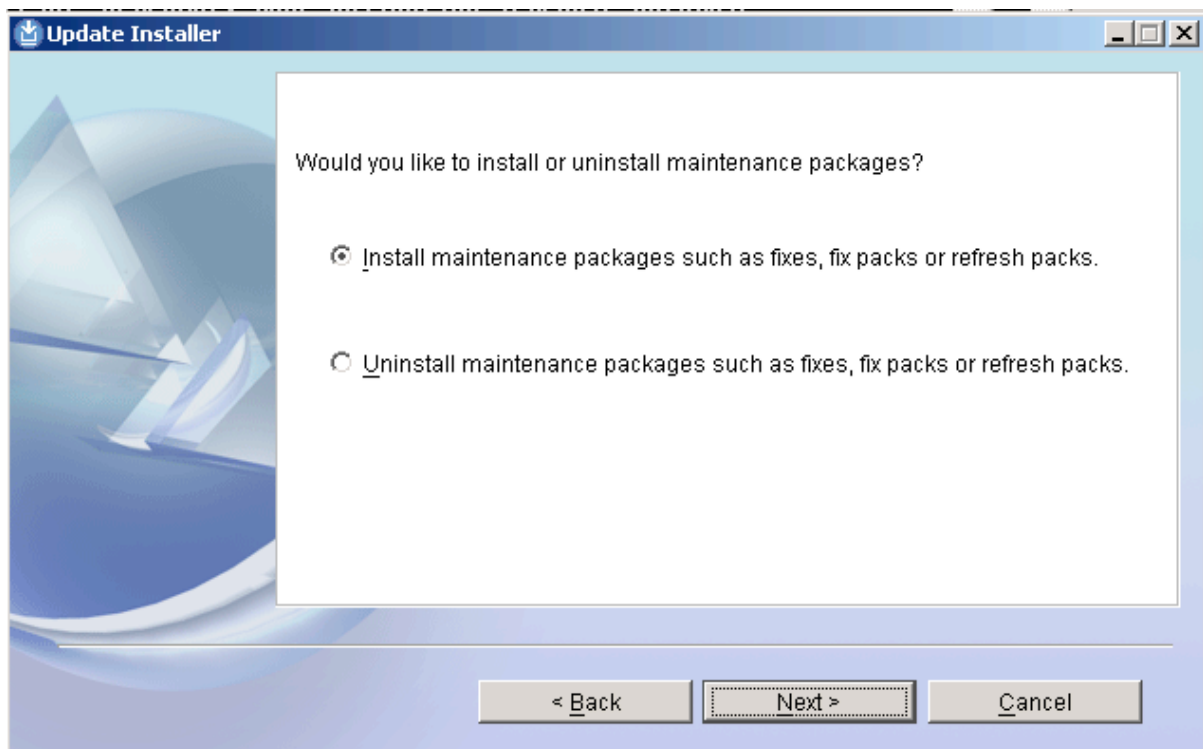 Update Installer
Would you like to install or uninstall maintenance packages?
Install maintenance packages such as fixes, fix packs or refresh packs.
Uninstall maintenance packages such as fixes, fix packs or refresh packs.
< Back
Next >
Cancel